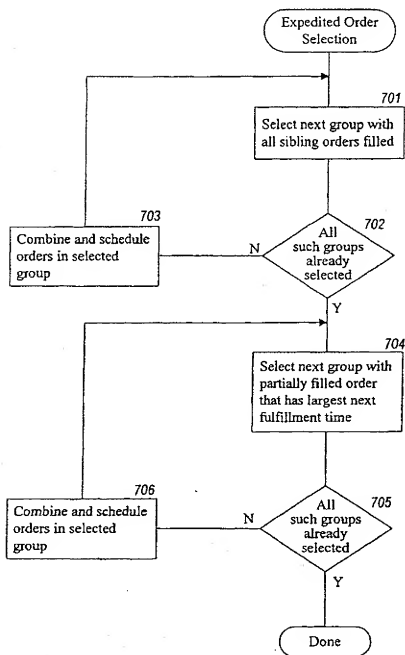 Expedited Order
Selection
701
Select next group with
all sibling orders filled
703
Combine and schedule
orders in selected
group
702
All
such groups
already
selected
N
Y
704
Select next group with
partially filled order
that has largest next
fulfillment time
706
Combine and schedule
orders in selected
group
705
All
such groups
already
selected
N
Y
Done